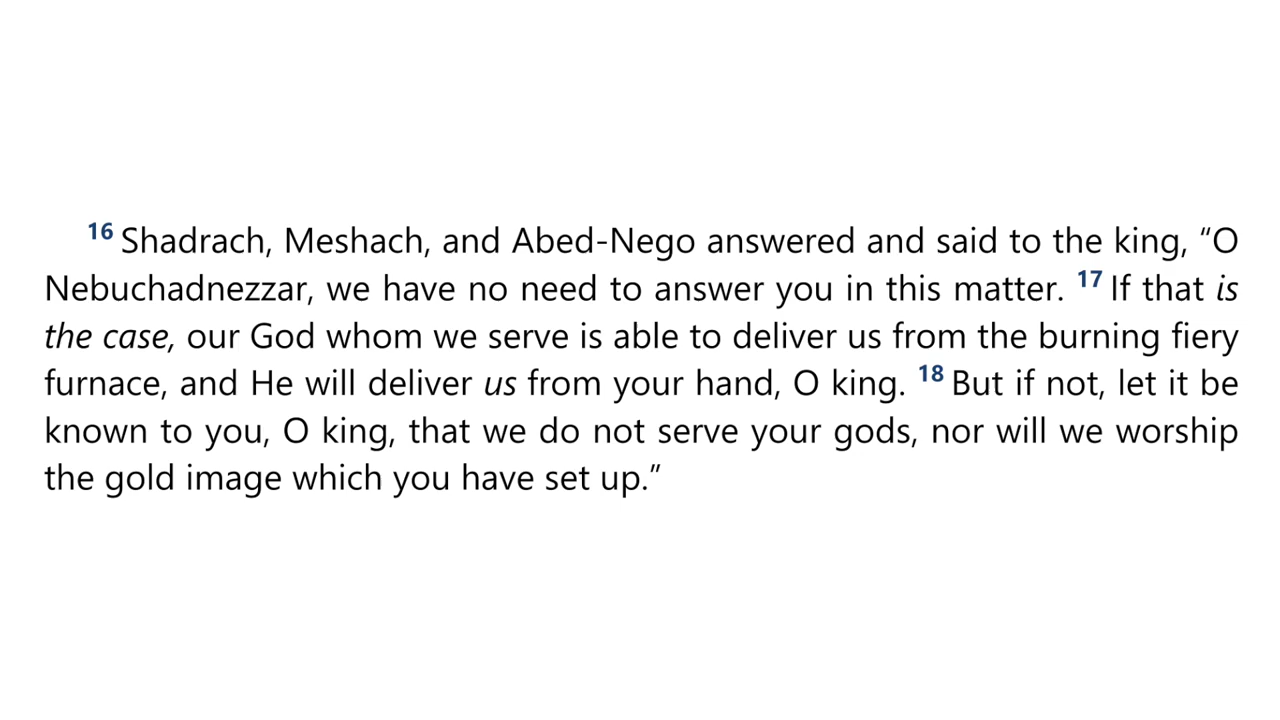 16 Shadrach, Meshach, and Abed-Nego answered and said to the king, “O
Nebuchadnezzar, we have no need to answer you in this matter. 17 If that is
the case, our God whom we serve is able to deliver us from the burning fiery
furnace, and He will deliver us from your hand, O king. 18 But if not, let it be
known to you, O king, that we do not serve your gods, nor will we worship
the gold image which you have set up.”